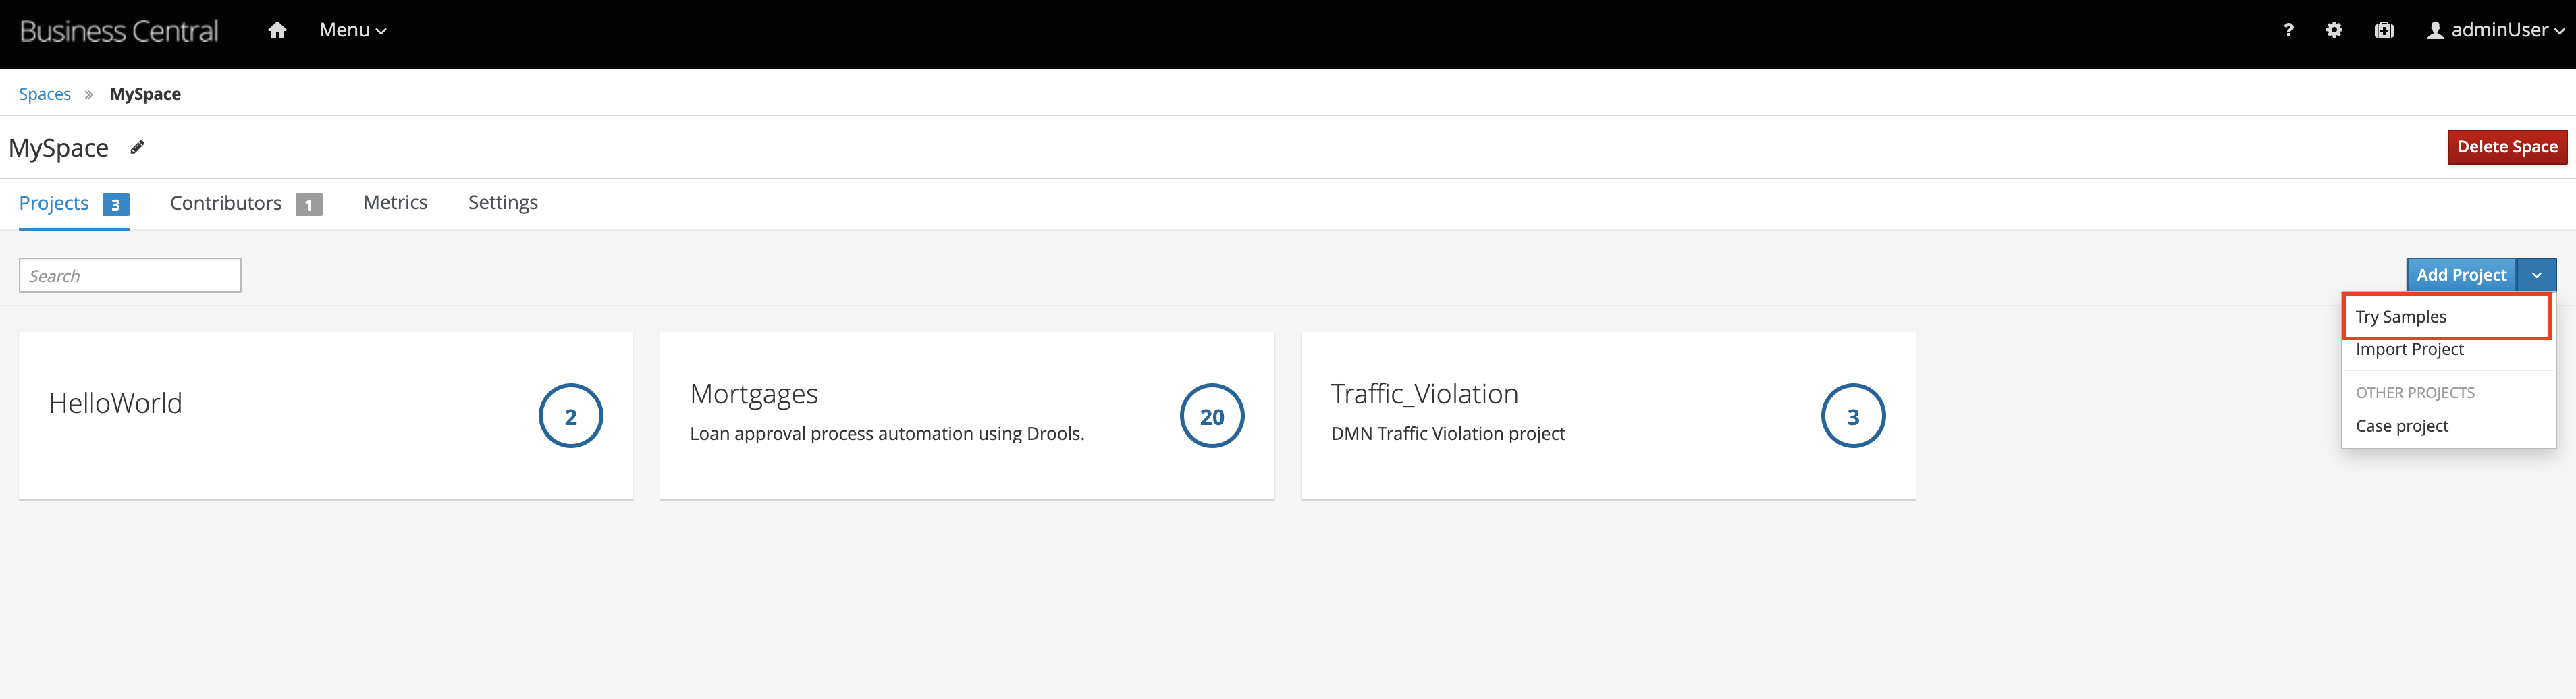 Business Central
Menu
?
adminUser
Spaces » MySpace
MySpace
Delete Space
Projects 3
Contributors 1
Metrics
Settings
Search
Add Project
Try Samples
Import Project
OTHER PROJECTS
Case project
HelloWorld
2
Mortgages
Loan approval process automation using Drools.
20
Traffic_Violation
DMN Traffic Violation project
3